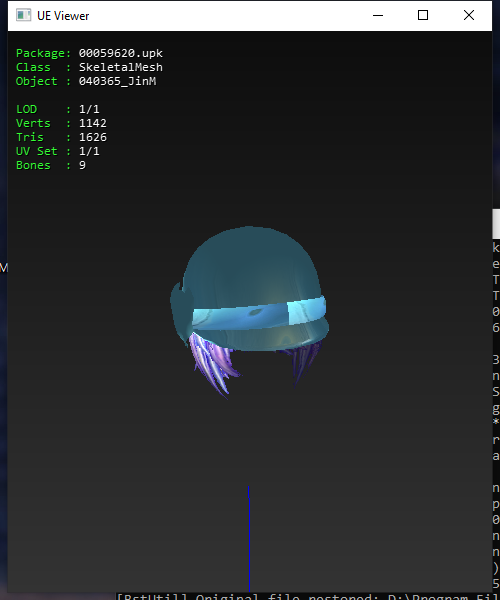 UE Viewer
Package: 00059620.upk
Class : SkeletalMesh
Object : 040365_JinM
LOD : 1/1
Verts : 1142
Tris : 1626
UV Set : 1/1
Bones : 9
M
k
e
T
T
0
6
3
n
S
g
*
r
a
n
p
0
n
n
)
5
[BstUtil] Original file restored: D:\Program Fil